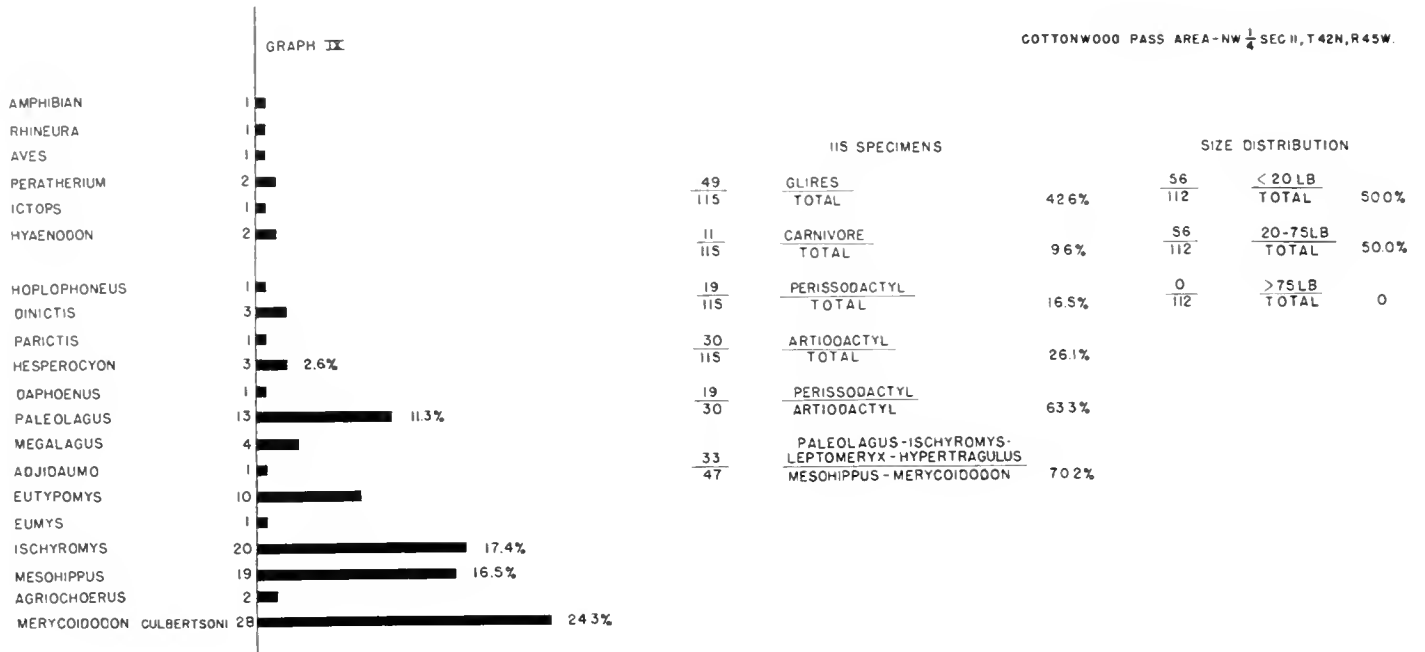 GRAPH IX
COTTONWOOD PASS AREA-NW 1/4 SEC 11, T 42N, R 45W.
AMPHIBIAN 1
RHINEURA 1
AVES 1
PERATHERIUM 2
ICTOPS 1
HYAENODON 2
HOPLOPHONEUS 1
DINICTIS 3
PARICTIS 1
HESPEROCYON 3 2.6%
DAPHOENUS 1
PALEOLAGUS 13 11.3%
MEGALAGUS 4
ADJIDAUMO 1
EUTYPOMYS 10
EUMYS 1
ISCHYROMYS 20 17.4%
MESOHIPPUS 19 16.5%
AGRIOCHOERUS 2
MERYCOIDODON CULBERTSONI 28 24.3%
115 SPECIMENS
49 GLIRES
115 TOTAL 42.6%
11 CARNIVORE
115 TOTAL 9.6%
19 PERISSODACTYL
115 TOTAL 16.5%
30 ARTIODACTYL
115 TOTAL 26.1%
19 PERISSODACTYL
30 ARTIODACTYL 63.3%
PALEOLAGUS-ISCHYROMYS-
33 LEPTOMERYX-HYPERTRAGULUS
47 MESOHIPPUS-MERYCOIDODON 70.2%
SIZE DISTRIBUTION
56 < 20 LB
112 TOTAL 50.0%
56 20-75LB
112 TOTAL 50.0%
0 >75LB
112 TOTAL 0